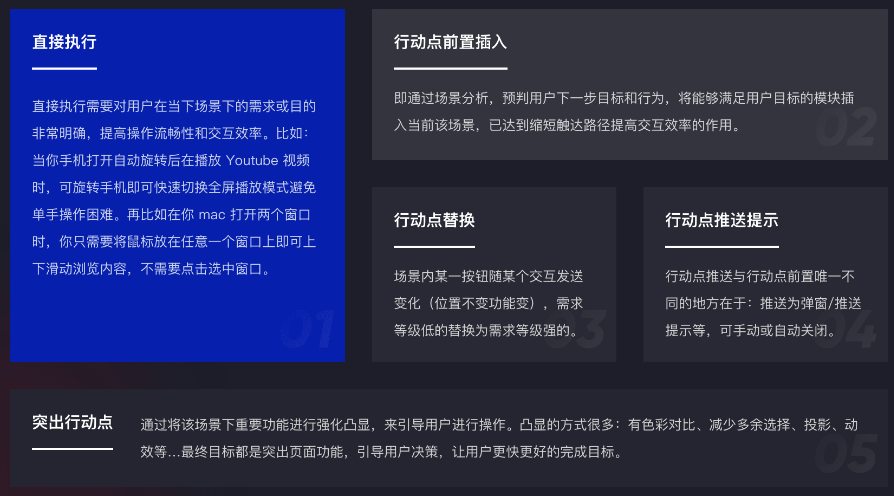 直接执行
直接执行需要对用户在当下场景下的需求或目的
非常明确，提高操作流畅性和交互效率。比如：
当你手机打开自动旋转后在播放 Youtube 视频
时，可旋转手机即可快速切换全屏播放模式避免
单手操作困难。再比如在你 mac 打开两个窗口
时，你只需要将鼠标放在任意一个窗口上即可上
下滑动浏览内容，不需要点击选中窗口。
01
行动点前置插入
即通过场景分析，预判用户下一步目标和行为，将能够满足用户目标的模块插
入当前该场景，已达到缩短触达路径提高交互效率的作用。
02
行动点替换
场景内某一按钮随某个交互发送
变化（位置不变功能变），需求
等级低的替换为需求等级强的。
03
行动点推送提示
行动点推送与行动点前置唯一不
同的地方在于：推送为弹窗/推送
提示等，可手动或自动关闭。
04
突出行动点
通过将该场景下重要功能进行强化凸显，来引导用户进行操作。凸显的方式很多：有色彩对比、减少多余选择、投影、动
效等...最终目标都是突出页面功能，引导用户决策，让用户更快更好的完成目标。
05